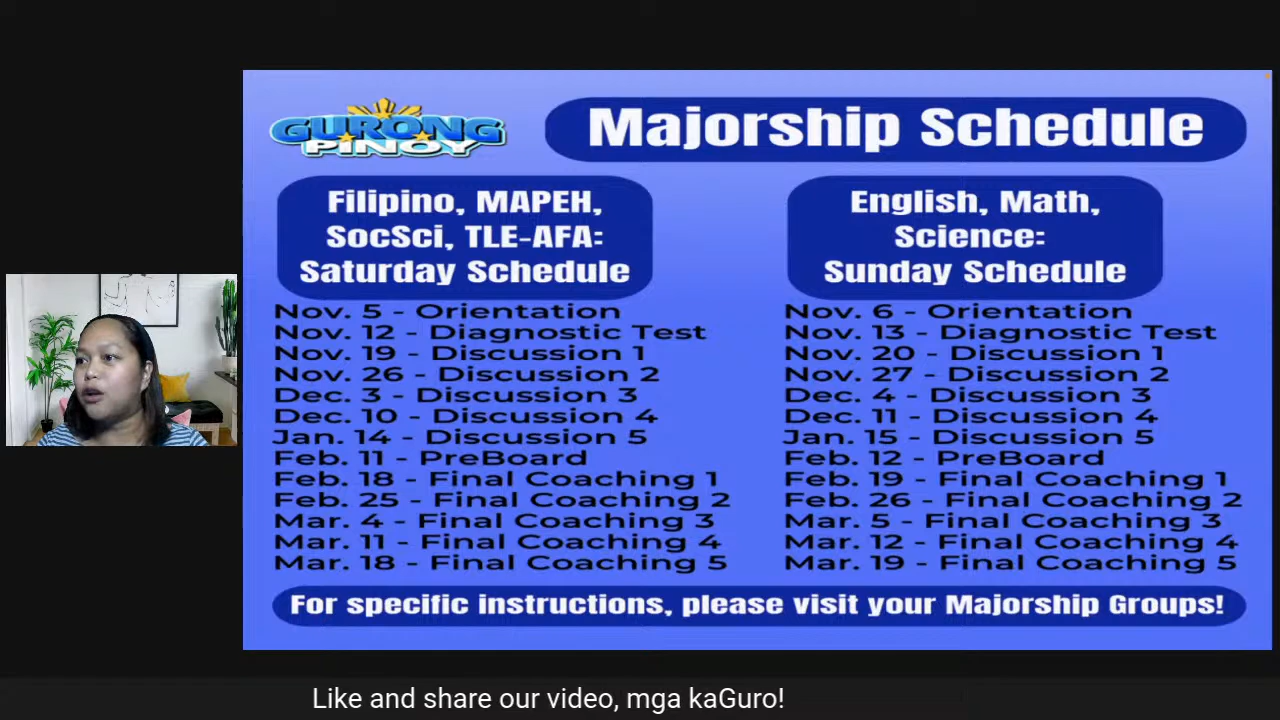 GURONG
PINOY
Majorship Schedule
Filipino, MAPEH,
SocSci, TLE-AFA:
Saturday Schedule
Nov. 5 - Orientation
Nov. 12 - Diagnostic Test
Nov. 19 - Discussion 1
Nov. 26 - Discussion 2
Dec. 3 - Discussion 3
Dec. 10 - Discussion 4
Jan. 14 - Discussion 5
Feb. 11 - PreBoard
Feb. 18 - Final Coaching 1
Feb. 25 - Final Coaching 2
Mar. 4 - Final Coaching 3
Mar. 11 - Final Coaching 4
Mar. 18 - Final Coaching 5
English, Math,
Science:
Sunday Schedule
Nov. 6 - Orientation
Nov. 13 - Diagnostic Test
Nov. 20 - Discussion 1
Nov. 27 - Discussion 2
Dec. 4 - Discussion 3
Dec. 11 - Discussion 4
Jan. 15 - Discussion 5
Feb. 12 - PreBoard
Feb. 19 - Final Coaching 1
Feb. 26 - Final Coaching 2
Mar. 5 - Final Coaching 3
Mar. 12 - Final Coaching 4
Mar. 19 - Final Coaching 5
For specific instructions, please visit your Majorship Groups!
Like and share our video, mga kaGuro!